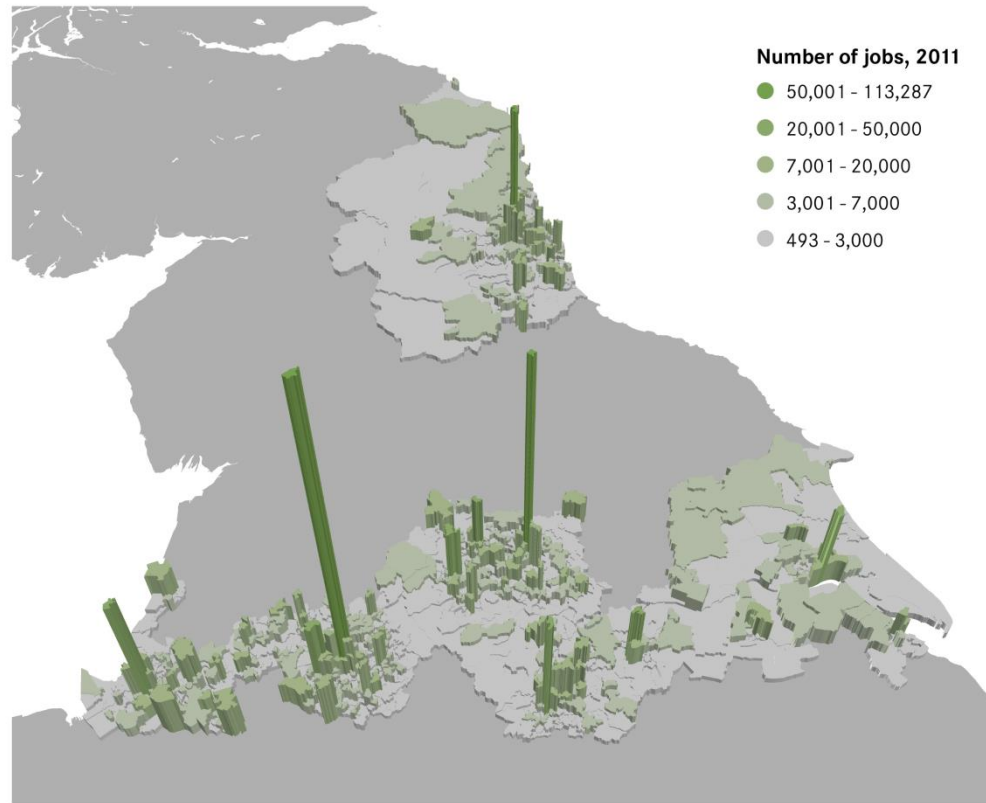 Number of jobs, 2011
50,001 - 113,287
20,001 - 50,000
7,001 - 20,000
3,001 - 7,000
493 - 3,000